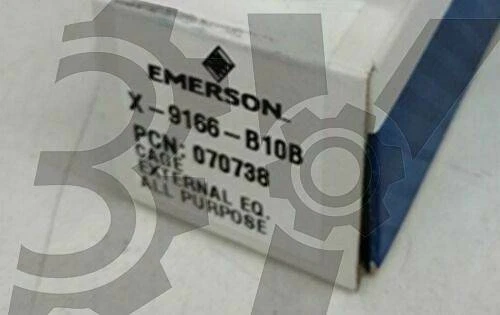 EMERSON
X-9166-B10B
PCN: 070738
CAGE
EXTERNAL EQ.
ALL PURPOSE